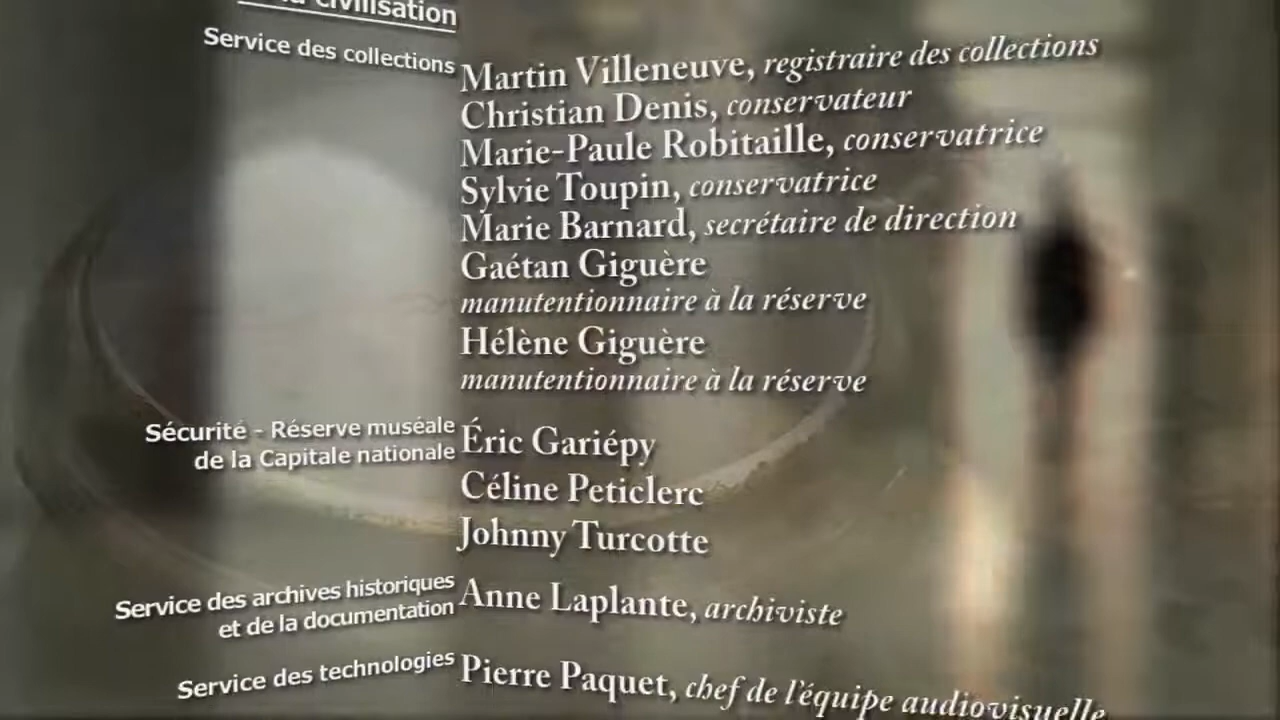 civilisation
Service des collections
Martin Villeneuve, registraire des collections
Christian Denis, conservateur
Marie-Paule Robitaille, conservatrice
Sylvie Toupin, conservatrice
Marie Barnard, secrétaire de direction
Gaétan Giguère
manutentionnaire à la réserve
Hélène Giguère
manutentionnaire à la réserve
Sécurité - Réserve muséale
de la Capitale nationale
Éric Gariépy
Céline Peticlerc
Johnny Turcotte
Service des archives historiques
et de la documentation
Anne Laplante, archiviste
Service des technologies
Pierre Paquet, chef de l'équipe audiovisuelle